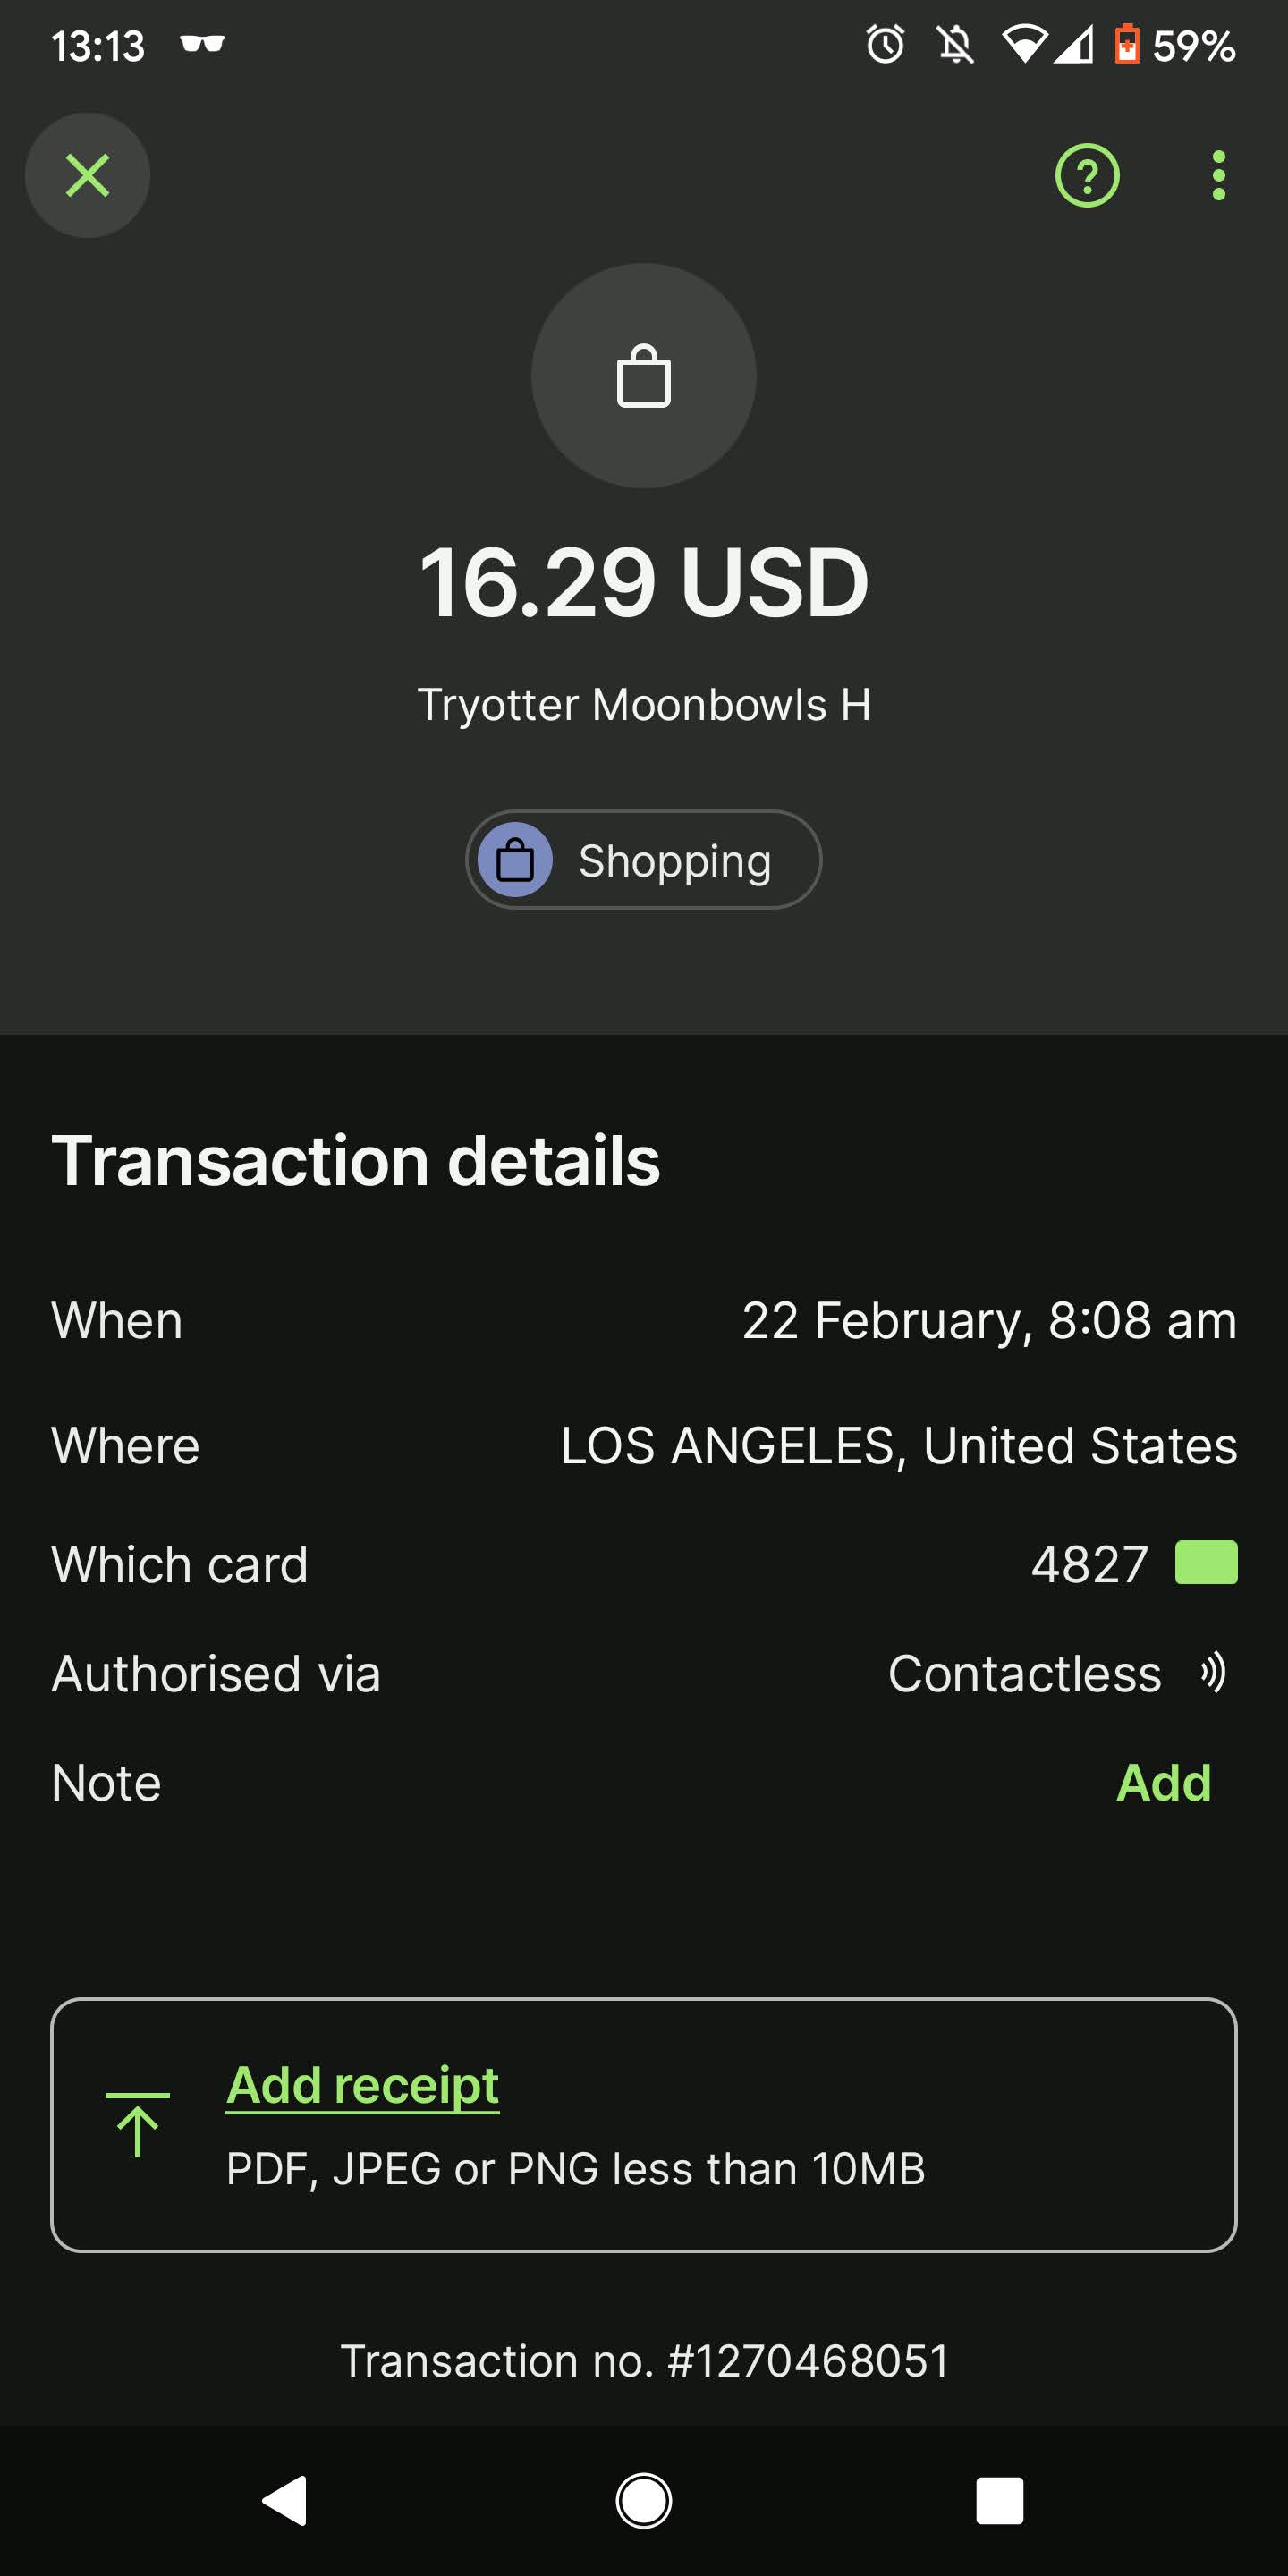 13:13 59%
16.29 USD
Tryotter Moonbowls H
Shopping
Transaction details
When 22 February, 8:08 am
Where LOS ANGELES, United States
Which card 4827
Authorised via Contactless
Note Add
Add receipt
PDF, JPEG or PNG less than 10MB
Transaction no. #1270468051